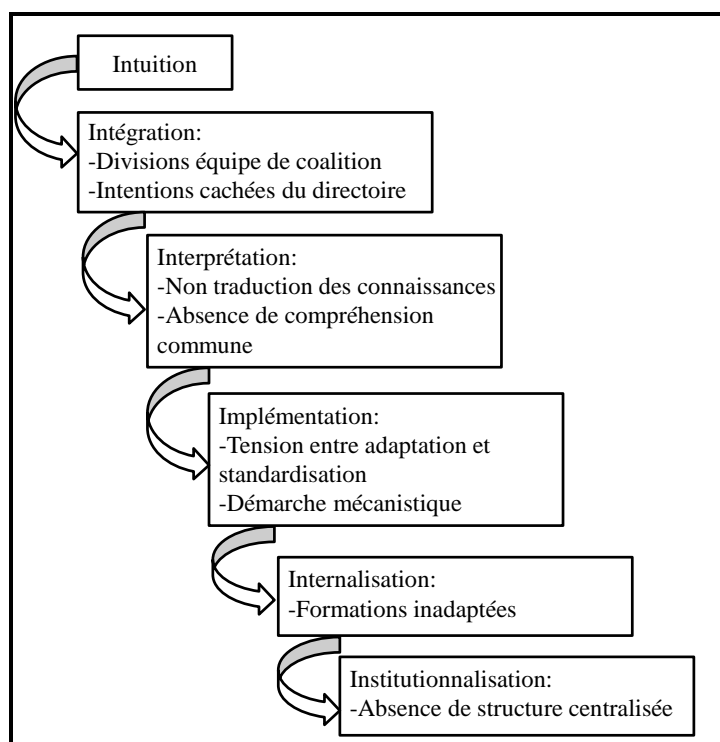 Intuition
Intégration:
-Divisions équipe de coalition
-Intentions cachées du directoire
Interprétation:
-Non traduction des connaissances
-Absence de compréhension
commune
Implémentation:
-Tension entre adaptation et
standardisation
-Démarche mécanistique
Internalisation:
-Formations inadaptées
Institutionnalisation:
-Absence de structure centralisée